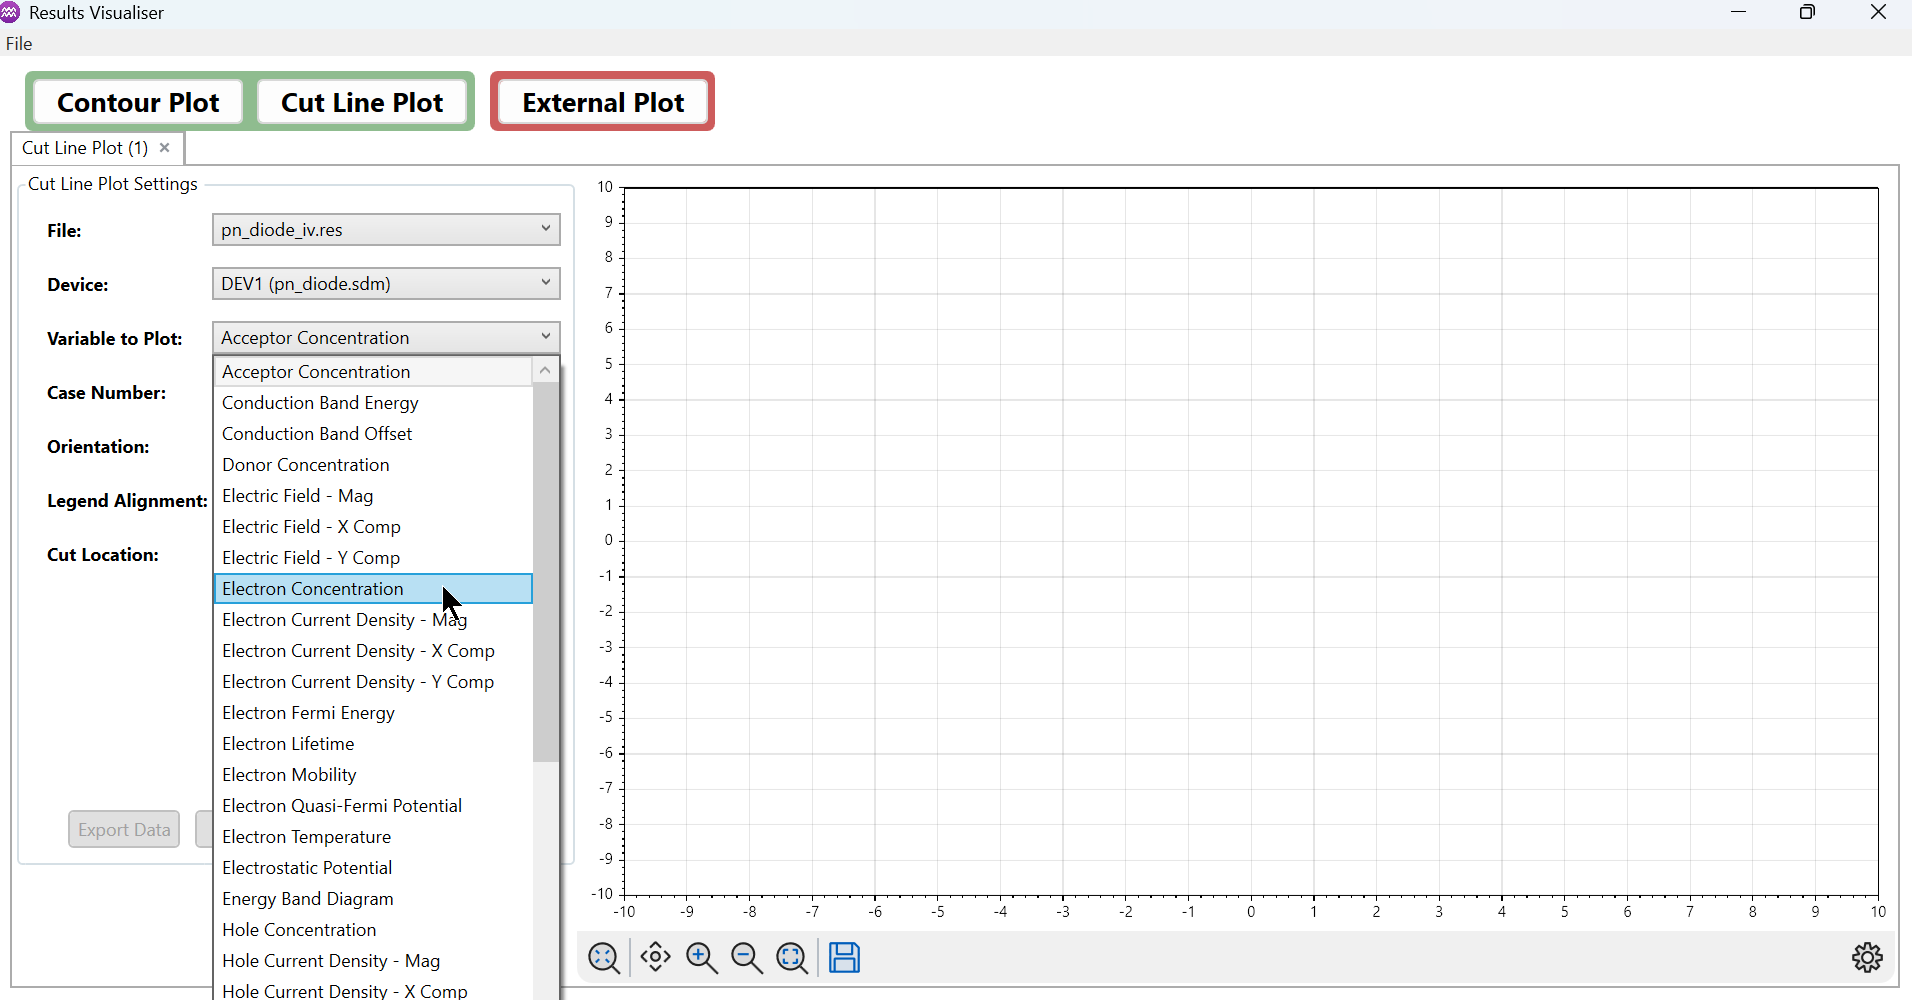 Results Visualiser
File
Contour Plot
Cut Line Plot
External Plot
Cut Line Plot (1)
Cut Line Plot Settings
File:
pn_diode_iv.res
Device:
DEV1 (pn_diode.sdm)
Variable to Plot:
Acceptor Concentration
Case Number:
Orientation:
Legend Alignment:
Cut Location:
Acceptor Concentration
Conduction Band Energy
Conduction Band Offset
Donor Concentration
Electric Field - Mag
Electric Field - X Comp
Electric Field - Y Comp
Electron Concentration
Electron Current Density - Mag
Electron Current Density - X Comp
Electron Current Density - Y Comp
Electron Fermi Energy
Electron Lifetime
Electron Mobility
Electron Quasi-Fermi Potential
Electron Temperature
Electrostatic Potential
Energy Band Diagram
Hole Concentration
Hole Current Density - Mag
Hole Current Density - X Comp
Export Data
10
9
8
7
6
5
4
3
2
1
0
-1
-2
-3
-4
-5
-6
-7
-8
-9
-10
-10 -9 -8 -7 -6 -5 -4 -3 -2 -1 0 1 2 3 4 5 6 7 8 9 10